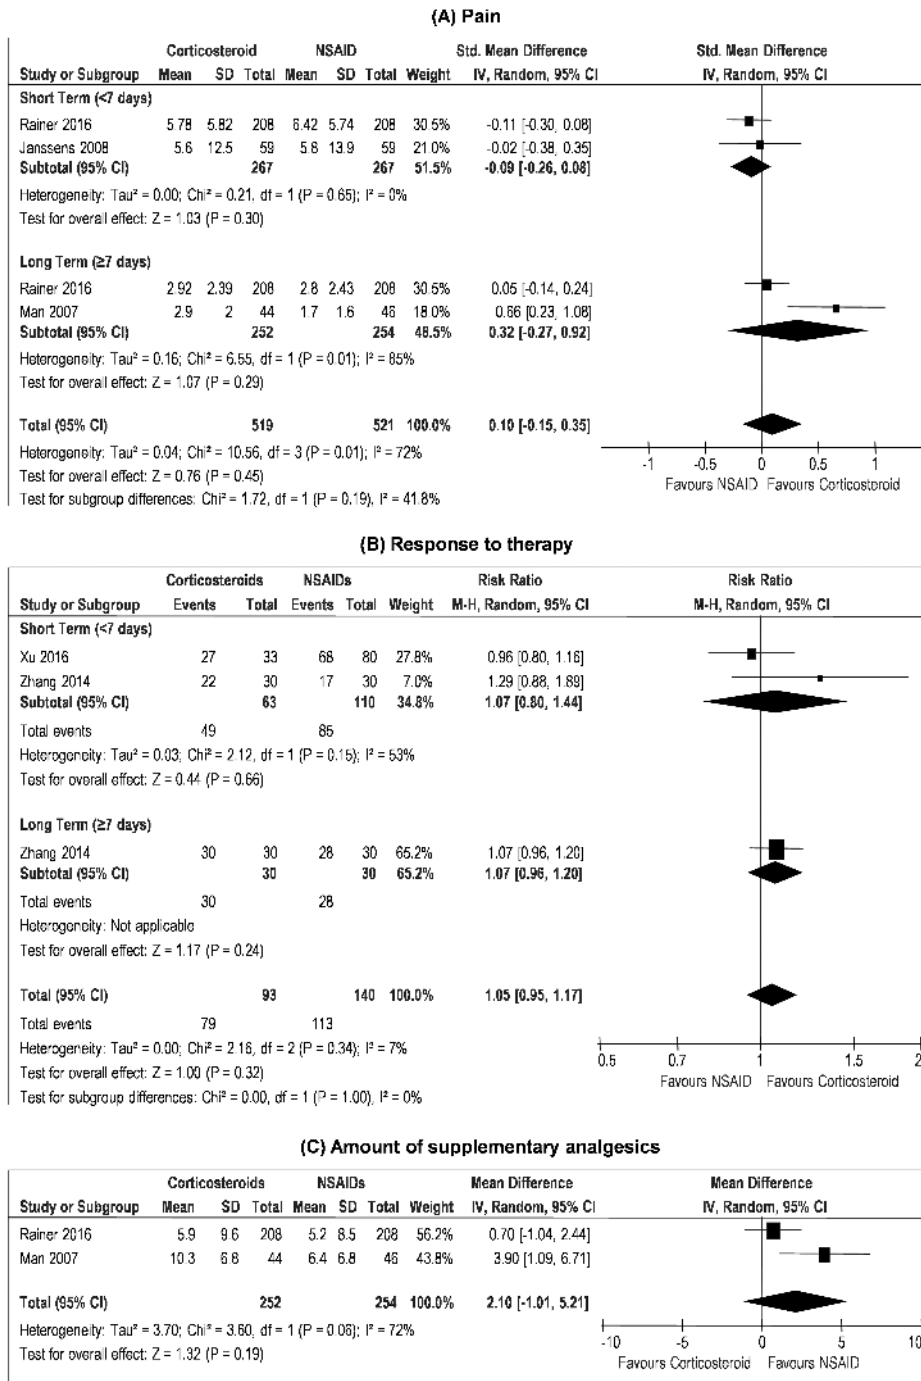 (A) Pain
Corticosteroid NSAID Std. Mean Difference Std. Mean Difference
Study or Subgroup Mean SD Total Mean SD Total Weight IV, Random, 95% CI IV, Random, 95% CI
Short Term (<7 days)
Rainer 2016 5.78 5.82 208 6.42 5.74 208 30.5% -0.11 [-0.30, 0.08]
Janssens 2008 5.6 12.5 59 5.8 13.9 59 21.0% -0.02 [-0.38, 0.35]
Subtotal (95% CI) 267 267 51.5% -0.09 [-0.26, 0.08]
Heterogeneity: Tau² = 0.00; Chi² = 0.21, df = 1 (P = 0.65); I² = 0%
Test for overall effect: Z = 1.03 (P = 0.30)
Long Term (≥7 days)
Rainer 2016 2.92 2.39 208 2.8 2.43 208 30.5% 0.05 [-0.14, 0.24]
Man 2007 2.9 2 44 1.7 1.6 46 18.0% 0.66 [0.23, 1.08]
Subtotal (95% CI) 252 254 48.5% 0.32 [-0.27, 0.92]
Heterogeneity: Tau² = 0.16; Chi² = 6.55, df = 1 (P = 0.01); I² = 85%
Test for overall effect: Z = 1.07 (P = 0.29)
Total (95% CI) 519 521 100.0% 0.10 [-0.15, 0.35]
Heterogeneity: Tau² = 0.04; Chi² = 10.56, df = 3 (P = 0.01); I² = 72%
Test for overall effect: Z = 0.76 (P = 0.45)
Test for subgroup differences: Chi² = 1.72, df = 1 (P = 0.19), I² = 41.8%
-1 -0.5 0 0.5 1
Favours NSAID Favours Corticosteroid
(B) Response to therapy
Corticosteroids NSAIDs Risk Ratio Risk Ratio
Study or Subgroup Events Total Events Total Weight M-H, Random, 95% CI M-H, Random, 95% CI
Short Term (<7 days)
Xu 2016 27 33 68 80 27.8% 0.96 [0.80, 1.16]
Zhang 2014 22 30 17 30 7.0% 1.29 [0.88, 1.89]
Subtotal (95% CI) 63 110 34.8% 1.07 [0.80, 1.44]
Total events 49 85
Heterogeneity: Tau² = 0.03; Chi² = 2.12, df = 1 (P = 0.15); I² = 53%
Test for overall effect: Z = 0.44 (P = 0.66)
Long Term (≥7 days)
Zhang 2014 30 30 28 30 65.2% 1.07 [0.96, 1.20]
Subtotal (95% CI) 30 30 65.2% 1.07 [0.96, 1.20]
Total events 30 28
Heterogeneity: Not applicable
Test for overall effect: Z = 1.17 (P = 0.24)
Total (95% CI) 93 140 100.0% 1.05 [0.95, 1.17]
Total events 79 113
Heterogeneity: Tau² = 0.00; Chi² = 2.16, df = 2 (P = 0.34); I² = 7%
Test for overall effect: Z = 1.00 (P = 0.32)
Test for subgroup differences: Chi² = 0.00, df = 1 (P = 1.00), I² = 0%
0.5 0.7 1 1.5 2
Favours NSAID Favours Corticosteroid
(C) Amount of supplementary analgesics
Corticosteroids NSAIDs Mean Difference Mean Difference
Study or Subgroup Mean SD Total Mean SD Total Weight IV, Random, 95% CI IV, Random, 95% CI
Rainer 2016 5.9 9.6 208 5.2 8.5 208 56.2% 0.70 [-1.04, 2.44]
Man 2007 10.3 6.8 44 6.4 6.8 46 43.8% 3.90 [1.09, 6.71]
Total (95% CI) 252 254 100.0% 2.10 [-1.01, 5.21]
Heterogeneity: Tau² = 3.70; Chi² = 3.60, df = 1 (P = 0.06); I² = 72%
Test for overall effect: Z = 1.32 (P = 0.19)
-10 -5 0 5 10
Favours Corticosteroid Favours NSAID